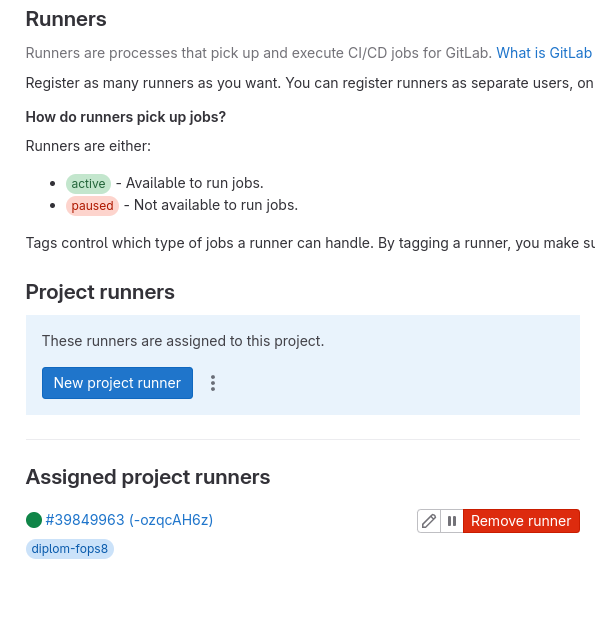 Runners
Runners are processes that pick up and execute CI/CD jobs for GitLab. What is GitLab
Register as many runners as you want. You can register runners as separate users, on
How do runners pick up jobs?
Runners are either:
active - Available to run jobs.
paused - Not available to run jobs.
Tags control which type of jobs a runner can handle. By tagging a runner, you make su
Project runners
These runners are assigned to this project.
New project runner
Assigned project runners
#39849963 (-ozqcAH6z)
Remove runner
diplom-fops8